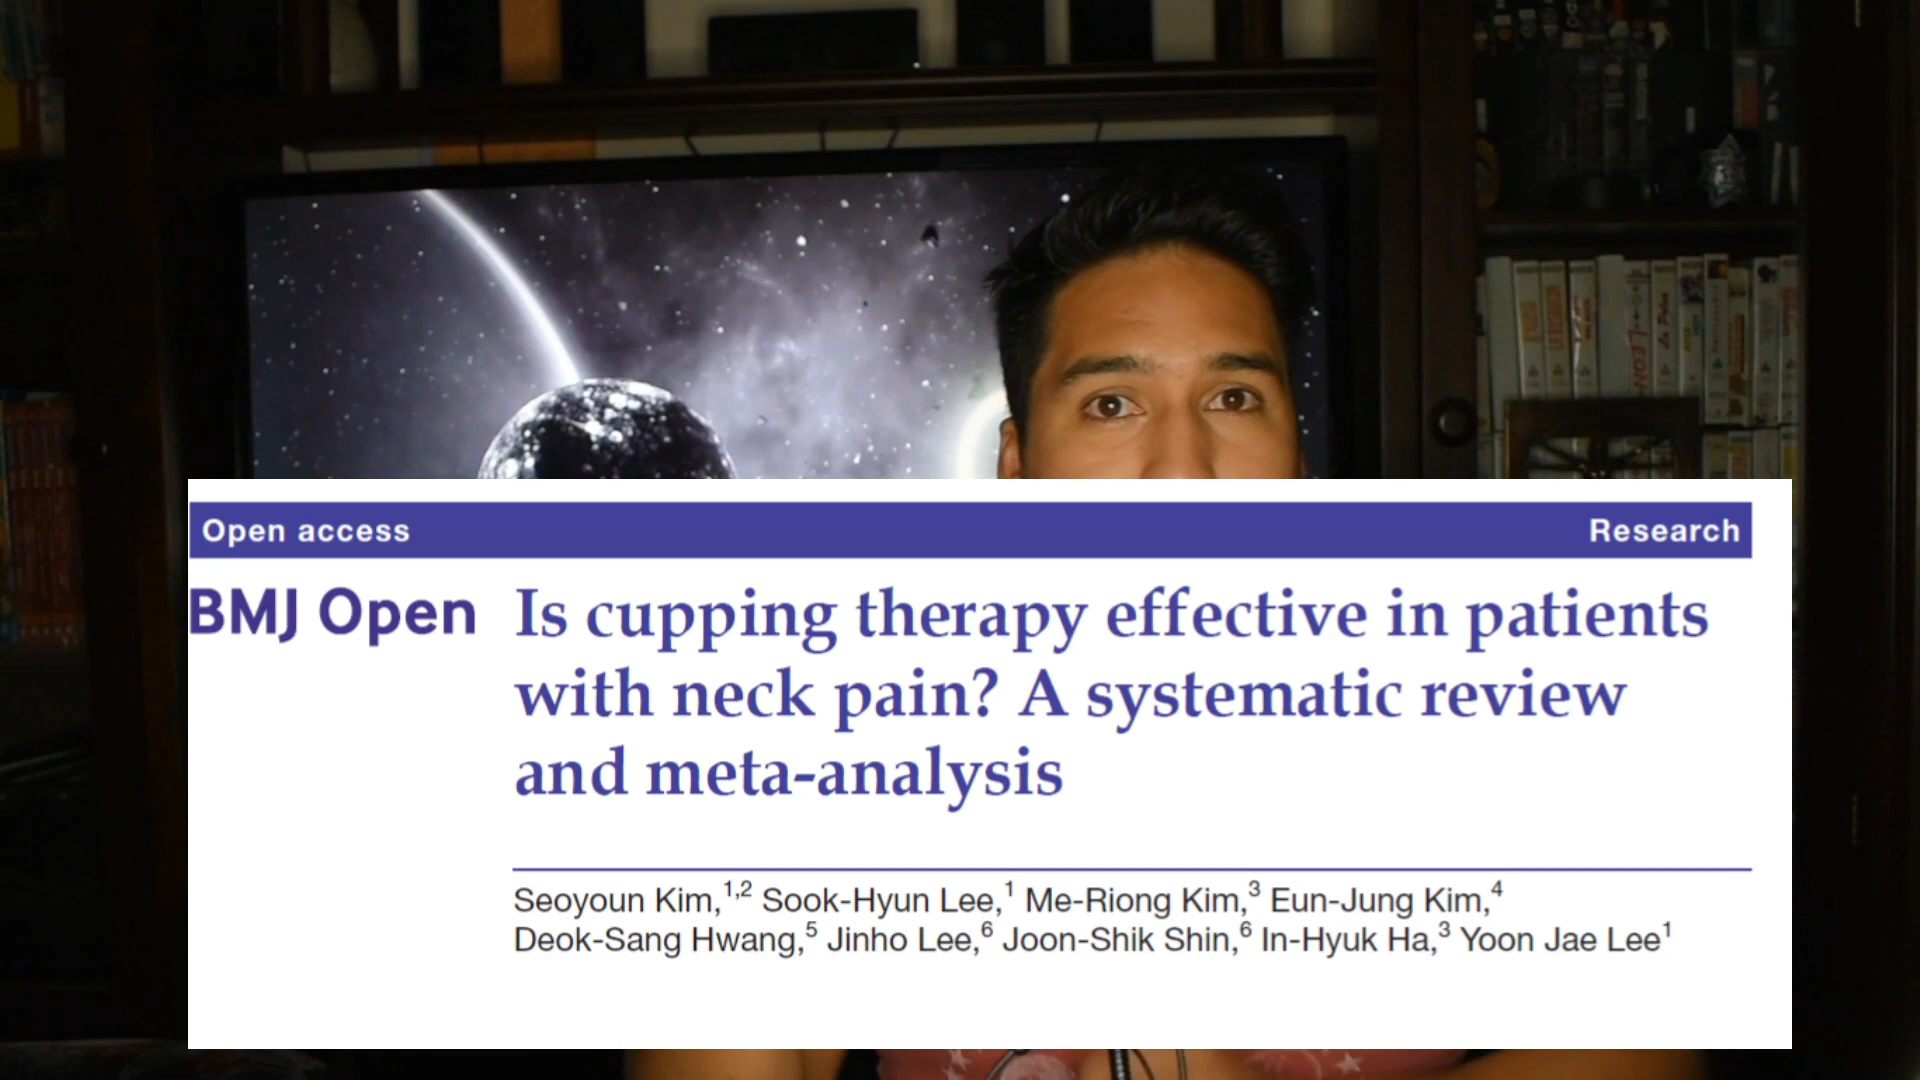 LEON
Open access Research
BMJ Open Is cupping therapy effective in patients
with neck pain? A systematic review
and meta-analysis
Seoyoun Kim,1,2 Sook-Hyun Lee,1 Me-Riong Kim,3 Eun-Jung Kim,4
Deok-Sang Hwang,5 Jinho Lee,6 Joon-Shik Shin,6 In-Hyuk Ha,3 Yoon Jae Lee1